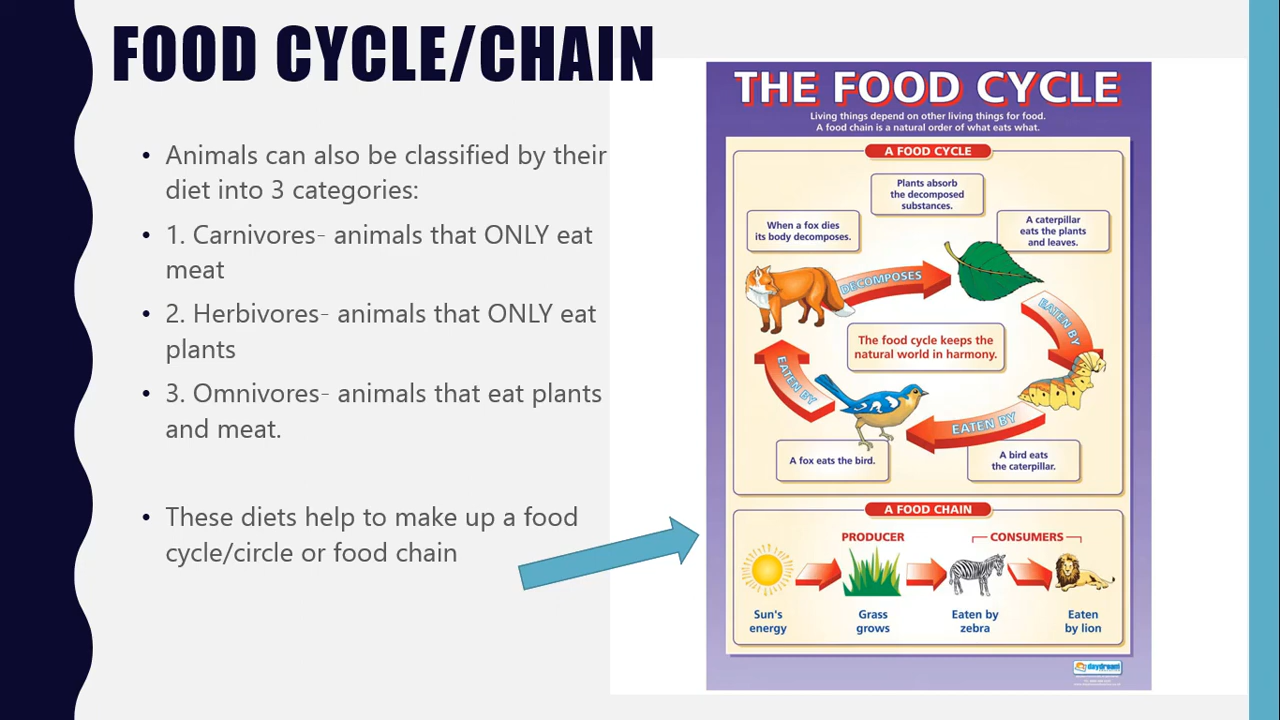 FOOD CYCLE/CHAIN
• Animals can also be classified by their
diet into 3 categories:
• 1. Carnivores- animals that ONLY eat
meat
• 2. Herbivores- animals that ONLY eat
plants
• 3. Omnivores- animals that eat plants
and meat.
• These diets help to make up a food
cycle/circle or food chain
THE FOOD CYCLE
Living things depend on other living things for food.
A food chain is a natural order of what eats what.
A FOOD CYCLE
Plants absorb
the decomposed
substances.
When a fox dies
its body decomposes.
A caterpillar
eats the plants
and leaves.
DECOMPOSES
EATEN BY
The food cycle keeps the
natural world in harmony.
EATEN BY
EATEN BY
A fox eats the bird.
A bird eats
the caterpillar.
A FOOD CHAIN
PRODUCER
CONSUMERS
Sun's
energy
Grass
grows
Eaten by
zebra
Eaten
by lion
daydream